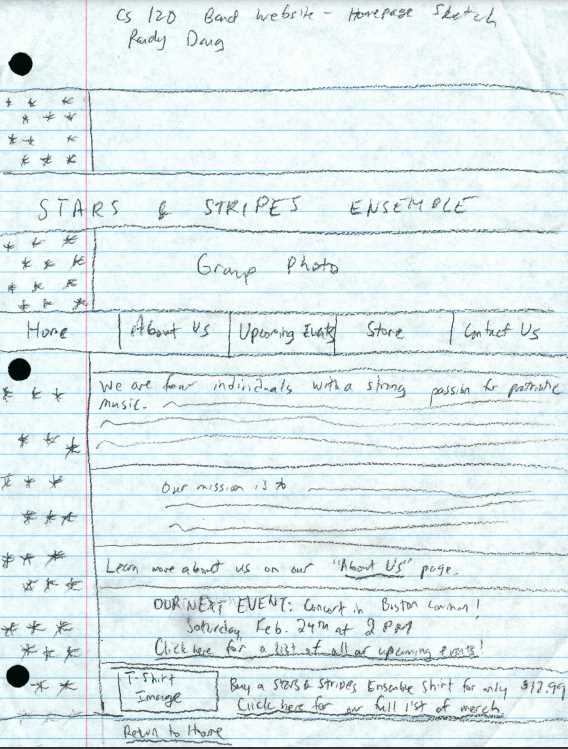 CS 120 Band Website - Homepage Sketch
Randy Doug
STARS & STRIPES ENSEMBLE
Group Photo
Home About Us Upcoming Events Store Contact Us
We are four individuals with a strong passion for patriotic
music.
Our mission is to
Learn more about us on our "About Us" page.
OUR NEXT EVENT: Concert in Boston Common!
Saturday, Feb. 24th at 2 PM
Click here for a list of all our upcoming events!
T-Shirt
Image
Buy a Stars & Stripes Ensemble shirt for only $12.99
Click here for our full list of merch
Return to Home